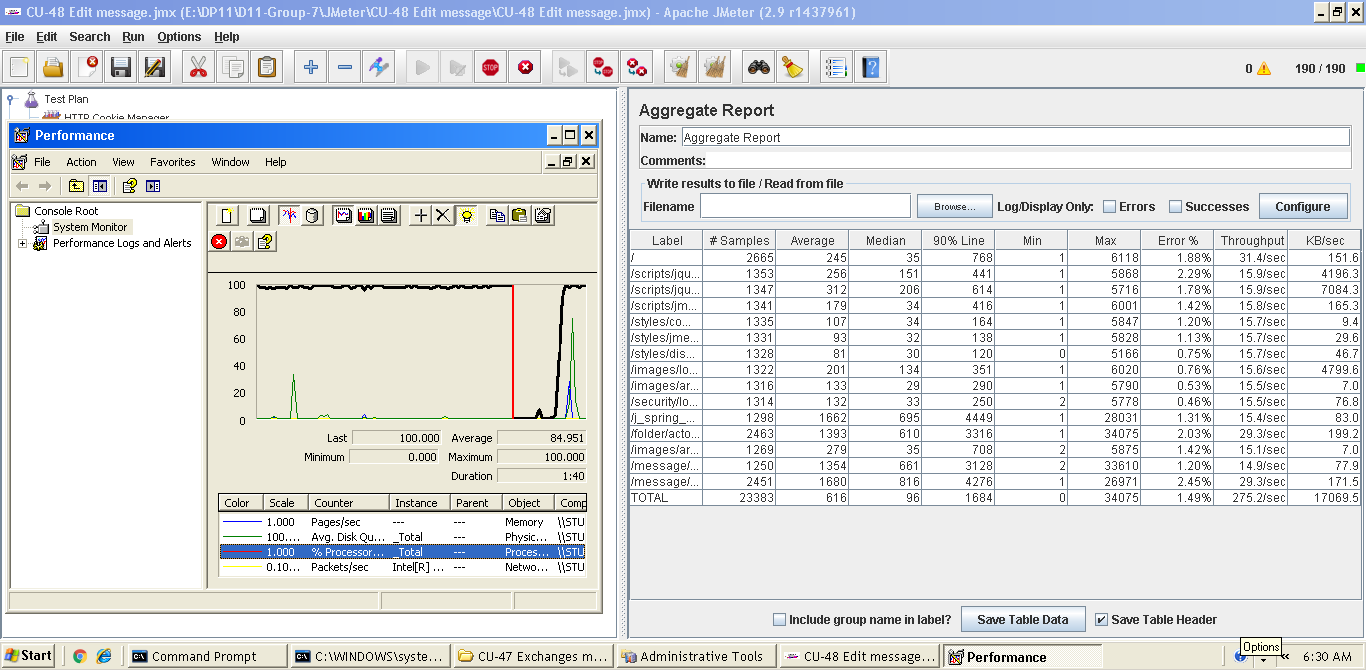 CU-48 Edit message.jmx (E:\DP11\D11-Group-7\JMeter\CU-48 Edit message\CU-48 Edit message.jmx) - Apache JMeter (2.9 r1437961)
File Edit Search Run Options Help
0 190 / 190
Test Plan
HTTP Cookie Manager
Performance
File Action View Favorites Window Help
Console Root
System Monitor
Performance Logs and Alerts
100
80
60
40
20
0
Last 100.000 Average 84.951
Minimum 0.000 Maximum 100.000
Duration 1:40
Color Scale Counter Instance Parent Object Comp
1.000 Pages/sec --- --- Memory \\STU
100.... Avg. Disk Qu... _Total --- Physic... \\STU
1.000 % Processor... _Total --- Proces... \\STU
0.10... Packets/sec Intel[R] ... --- Netwo... \\STU
Aggregate Report
Name: Aggregate Report
Comments:
Write results to file / Read from file
Filename Browse... Log/Display Only: Errors Successes Configure
Label # Samples Average Median 90% Line Min Max Error % Throughput KB/sec
/ 2665 245 35 768 1 6118 1.88% 31.4/sec 151.6
/scripts/jqu... 1353 256 151 441 1 5868 2.29% 15.9/sec 4196.3
/scripts/jqu... 1347 312 206 614 1 5716 1.78% 15.9/sec 7084.3
/scripts/jm... 1341 179 34 416 1 6001 1.42% 15.8/sec 165.3
/styles/co... 1335 107 34 164 1 5847 1.20% 15.7/sec 9.4
/styles/jme... 1331 93 32 138 1 5828 1.13% 15.7/sec 29.6
/styles/dis... 1328 81 30 120 0 5166 0.75% 15.7/sec 46.7
/images/lo... 1322 201 134 351 1 6020 0.76% 15.6/sec 4799.6
/images/ar... 1316 133 29 290 1 5790 0.53% 15.5/sec 7.0
/security/lo... 1314 132 33 250 2 5778 0.46% 15.5/sec 76.8
/j_spring_... 1298 1662 695 4449 1 28031 1.31% 15.4/sec 83.0
/folder/acto... 2463 1393 610 3316 1 34075 2.03% 29.3/sec 199.2
/images/ar... 1269 279 35 708 2 5875 1.42% 15.1/sec 7.0
/message/... 1250 1354 661 3128 2 33610 1.20% 14.9/sec 77.9
/message/... 2451 1680 816 4276 1 26971 2.45% 29.3/sec 171.5
TOTAL 23383 616 96 1684 0 34075 1.49% 275.2/sec 17069.5
Include group name in label? Save Table Data Save Table Header
Options
Start Command Prompt C:\WINDOWS\syste... CU-47 Exchanges m... Administrative Tools CU-48 Edit message... Performance 6:30 AM